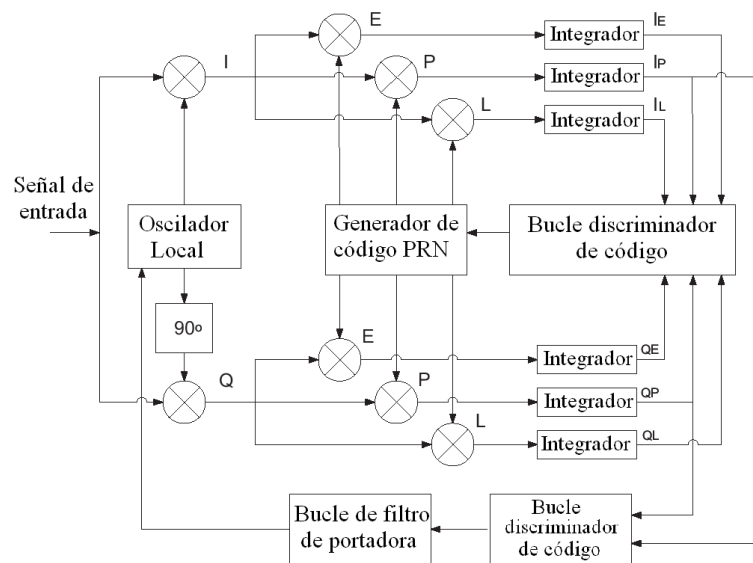 E
Integrador
IE
I
P
Integrador
IP
L
Integrador
IL
Señal de
entrada
Oscilador
Local
Generador de
código PRN
Bucle discriminador
de código
90º
E
Integrador
QE
Q
P
Integrador
QP
L
Integrador
QL
Bucle de filtro
de portadora
Bucle
discriminador
de código